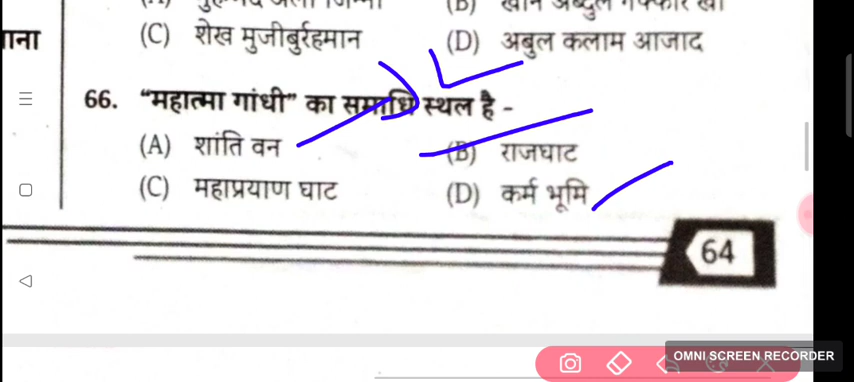 (C) शेख मुजीबुर्रहमान (D) अबुल कलाम आजाद
66. “महात्मा गांधी” का समाधि स्थल है -
(A) शांति वन (B) राजघाट
(C) महाप्रयाण घाट (D) कर्म भूमि
64
OMNI SCREEN RECORDER